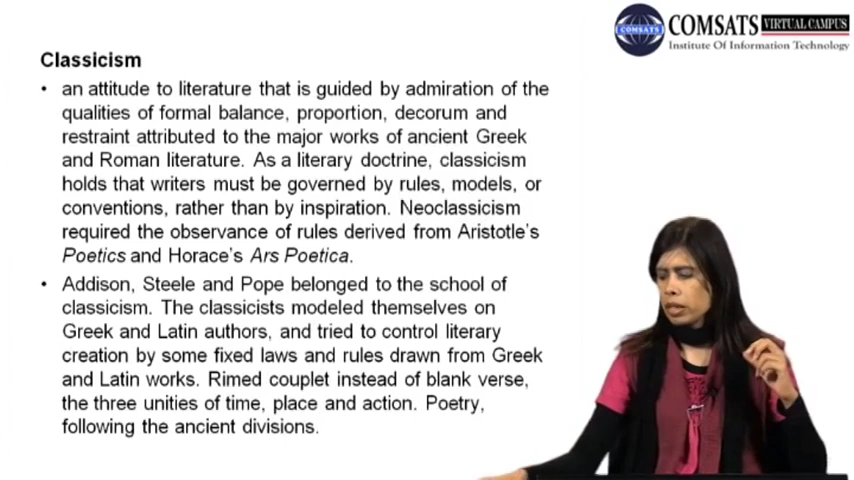 COMSATS VIRTUAL CAMPUS
COMSATS
Institute Of Information Technology
Classicism
• an attitude to literature that is guided by admiration of the
qualities of formal balance, proportion, decorum and
restraint attributed to the major works of ancient Greek
and Roman literature. As a literary doctrine, classicism
holds that writers must be governed by rules, models, or
conventions, rather than by inspiration. Neoclassicism
required the observance of rules derived from Aristotle's
Poetics and Horace's Ars Poetica.
• Addison, Steele and Pope belonged to the school of
classicism. The classicists modeled themselves on
Greek and Latin authors, and tried to control literary
creation by some fixed laws and rules drawn from Greek
and Latin works. Rimed couplet instead of blank verse,
the three unities of time, place and action. Poetry,
following the ancient divisions.